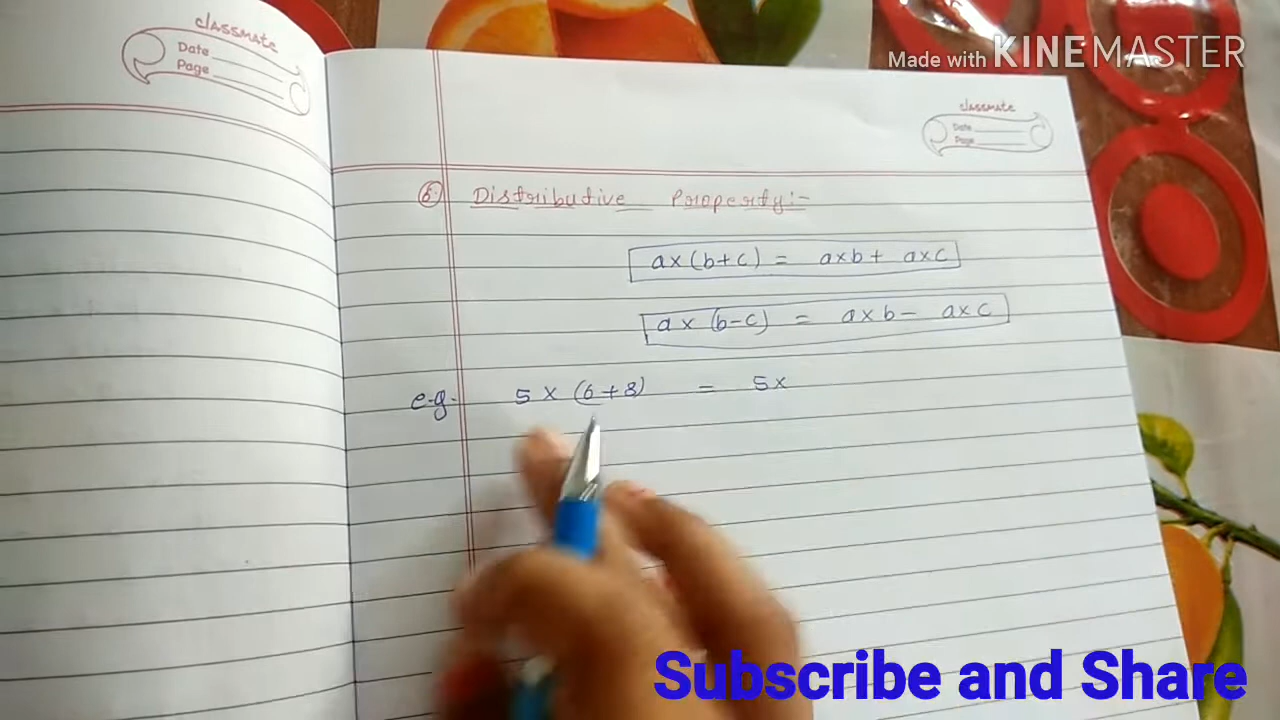 classmate
Date
Page
Made with KINEMASTER
classmate
Date
Page
6. Distributive Property:-
a×(b+c) = a×b + a×c
a×(b-c) = a×b - a×c
e.g. 5 × (6+8) = 5×
Subscribe and Share